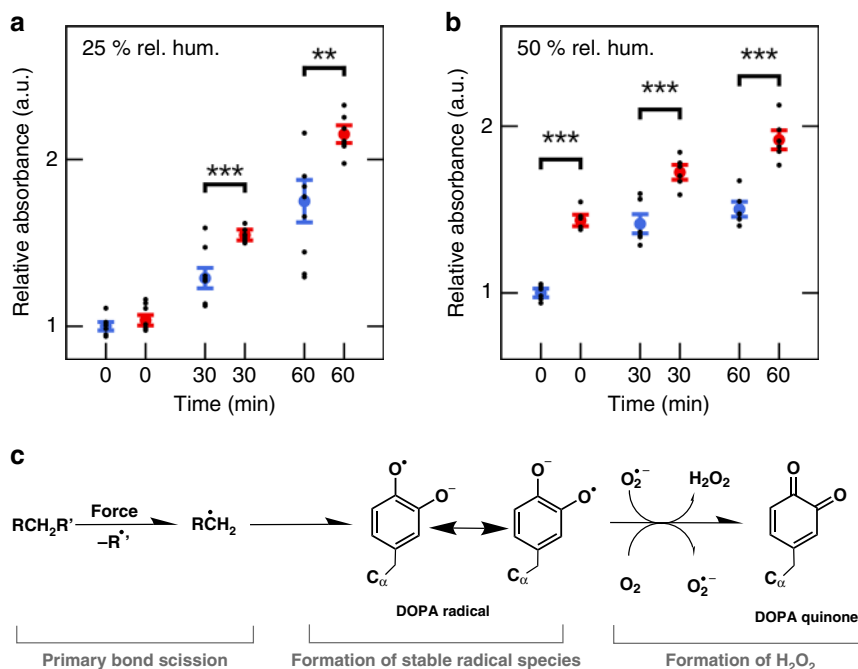 a
25 % rel. hum.
**
***
Relative absorbance (a.u.)
2
1
0 0 30 30 60 60
Time (min)
b
50 % rel. hum.
***
***
***
Relative absorbance (a.u.)
2
1
0 0 30 30 60 60
Time (min)
c
RCH₂R’
Force
–R•’
RĊH₂
O•
O⁻
Cα
O⁻
O•
Cα
DOPA radical
O₂•⁻
H₂O₂
O₂
O₂•⁻
O
O
Cα
DOPA quinone
Primary bond scission
Formation of stable radical species
Formation of H₂O₂